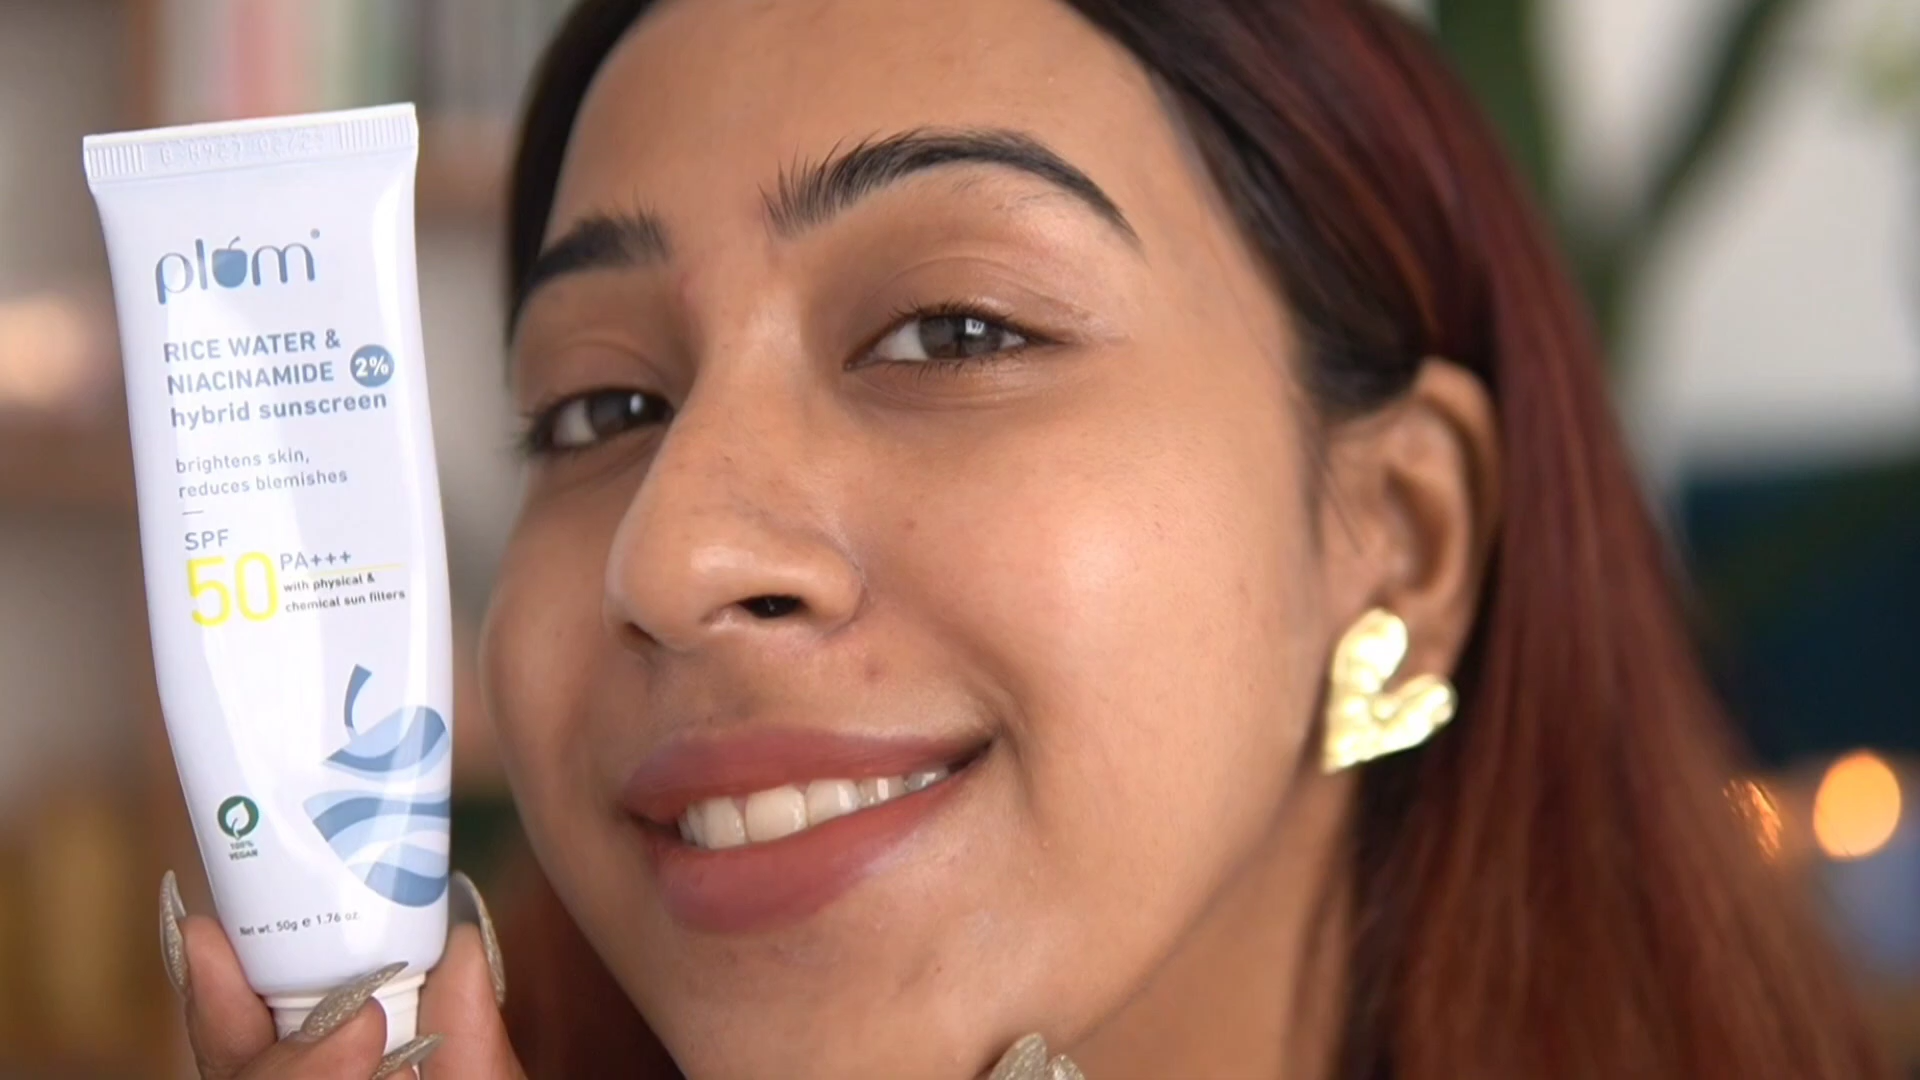 plum®
RICE WATER &
NIACINAMIDE 2%
hybrid sunscreen
brightens skin,
reduces blemishes
SPF
50 PA+++
with physical &
chemical sun filters
100%
VEGAN
Net wt. 50g e 1.76 oz.